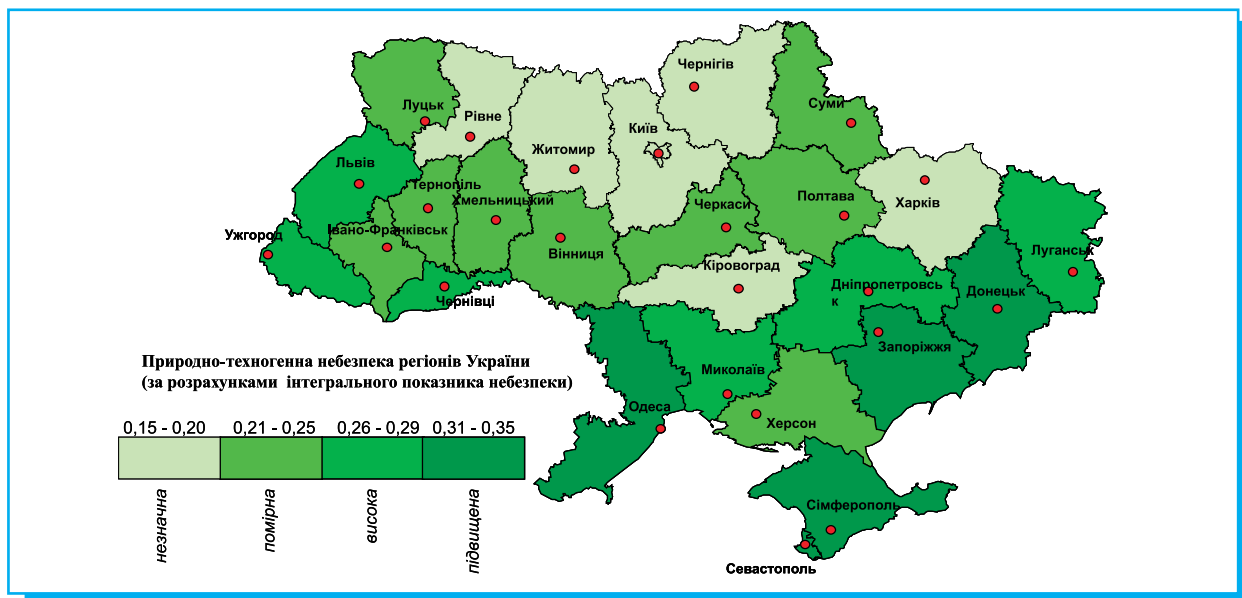 Чернігів
Суми
Луцьк
Рівне
Київ
Житомир
Львів
Тернопіль
Хмельницький
Черкаси
Полтава
Харків
Івано-Франківськ
Ужгород
Вінниця
Луганськ
Кіровоград
Дніпропетровсь
к
Донецьк
Чернівці
Запоріжжя
Природно-техногенна небезпека регіонів України
(за розрахунками інтегрального показника небезпеки)
Миколаїв
Одеса
Херсон
0,15 - 0,20
0,21 - 0,25
0,26 - 0,29
0,31 - 0,35
незначна
помірна
висока
підвищена
Сімферополь
Севастополь